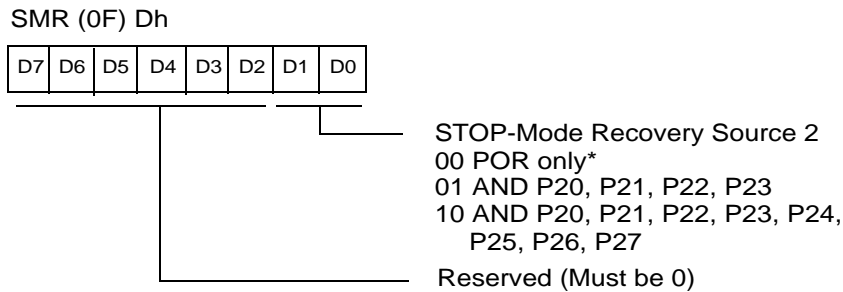 SMR (0F) Dh
D7 D6 D5 D4 D3 D2 D1 D0
STOP-Mode Recovery Source 2
00 POR only*
01 AND P20, P21, P22, P23
10 AND P20, P21, P22, P23, P24,
P25, P26, P27
Reserved (Must be 0)